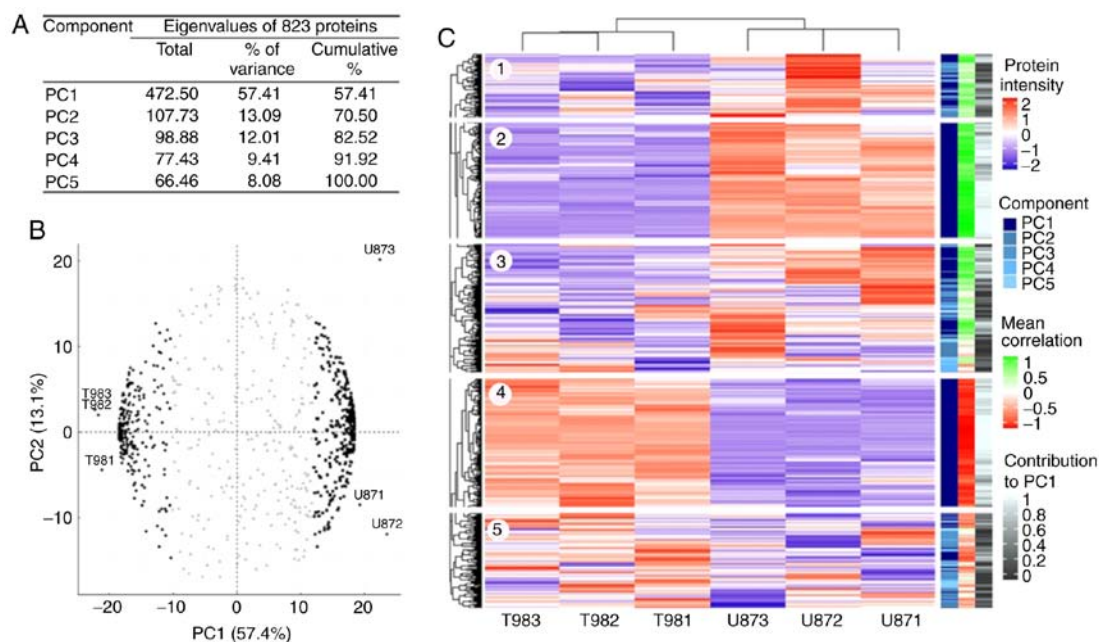 A
Component Eigenvalues of 823 proteins
Total % of variance Cumulative %
PC1 472.50 57.41 57.41
PC2 107.73 13.09 70.50
PC3 98.88 12.01 82.52
PC4 77.43 9.41 91.92
PC5 66.46 8.08 100.00
B
U873
20
10
T983
T982
0
T981
U871
−10
U872
PC2 (13.1%)
−20 −10 0 10 20
PC1 (57.4%)
C
1
2
3
4
5
T983 T982 T981 U873 U872 U871
Protein
intensity
2
1
0
−1
−2
Component
PC1
PC2
PC3
PC4
PC5
Mean
correlation
1
0.5
0
−0.5
−1
Contribution
to PC1
1
0.8
0.6
0.4
0.2
0